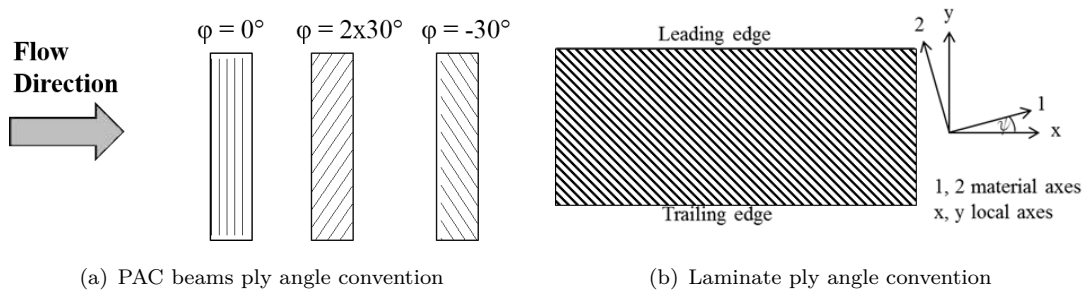 φ = 0° φ = 2x30° φ = -30°
Flow
Direction
Leading edge
Trailing edge
y
2
1
ψ
x
1, 2 material axes
x, y local axes
(a) PAC beams ply angle convention
(b) Laminate ply angle convention